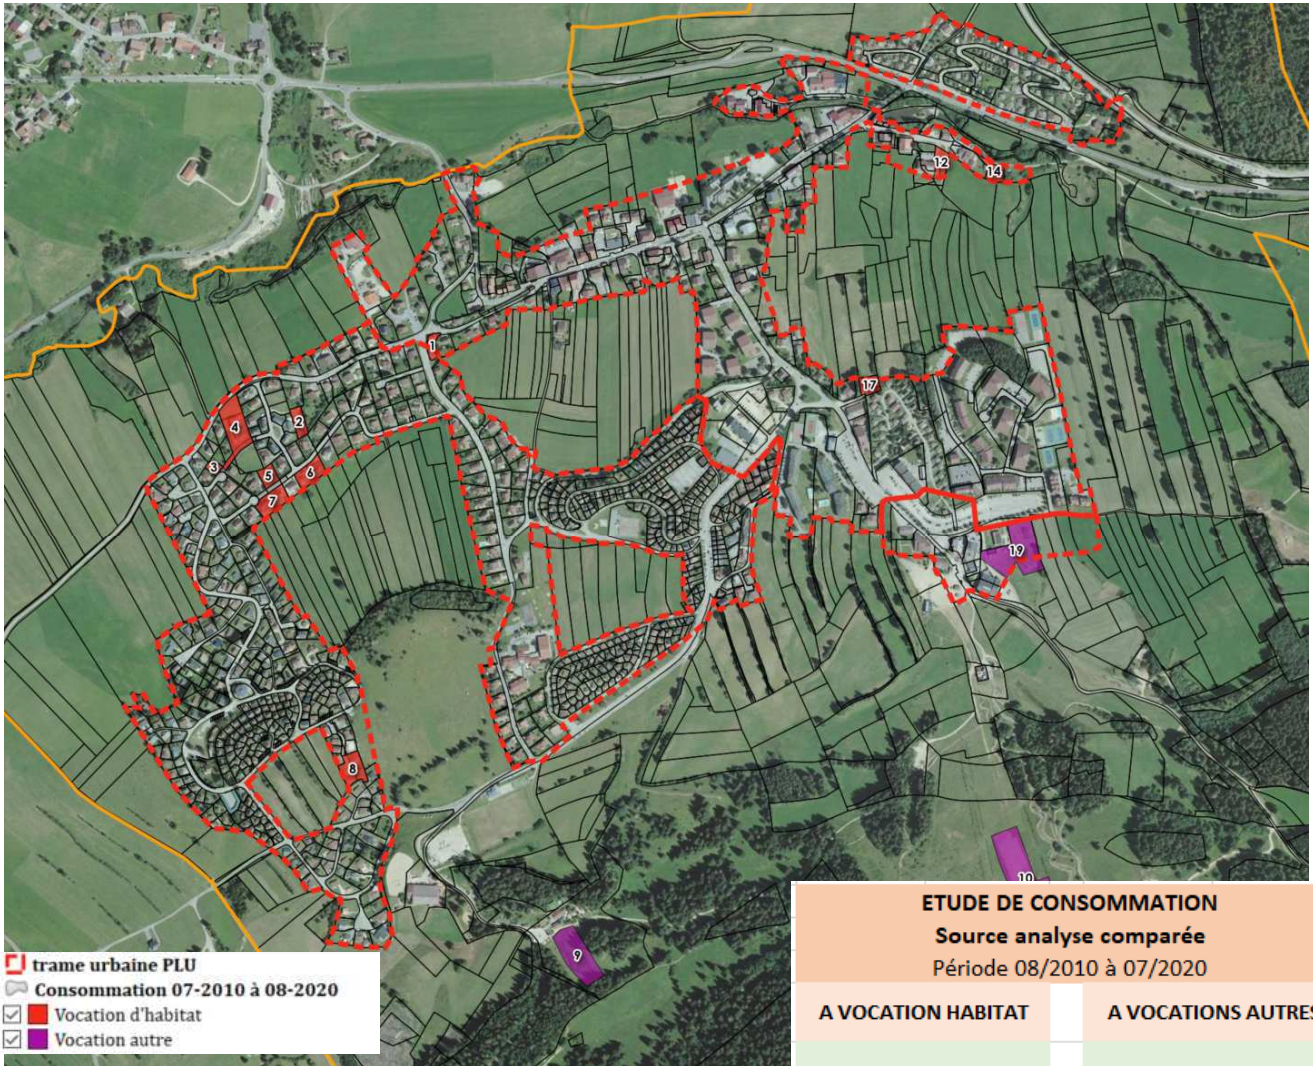 12
14
1
17
4
2
3
5
6
7
19
8
10
9
trame urbaine PLU
Consommation 07-2010 à 08-2020
Vocation d'habitat
Vocation autre
ETUDE DE CONSOMMATION
Source analyse comparée
Période 08/2010 à 07/2020
A VOCATION HABITAT
A VOCATIONS AUTRES